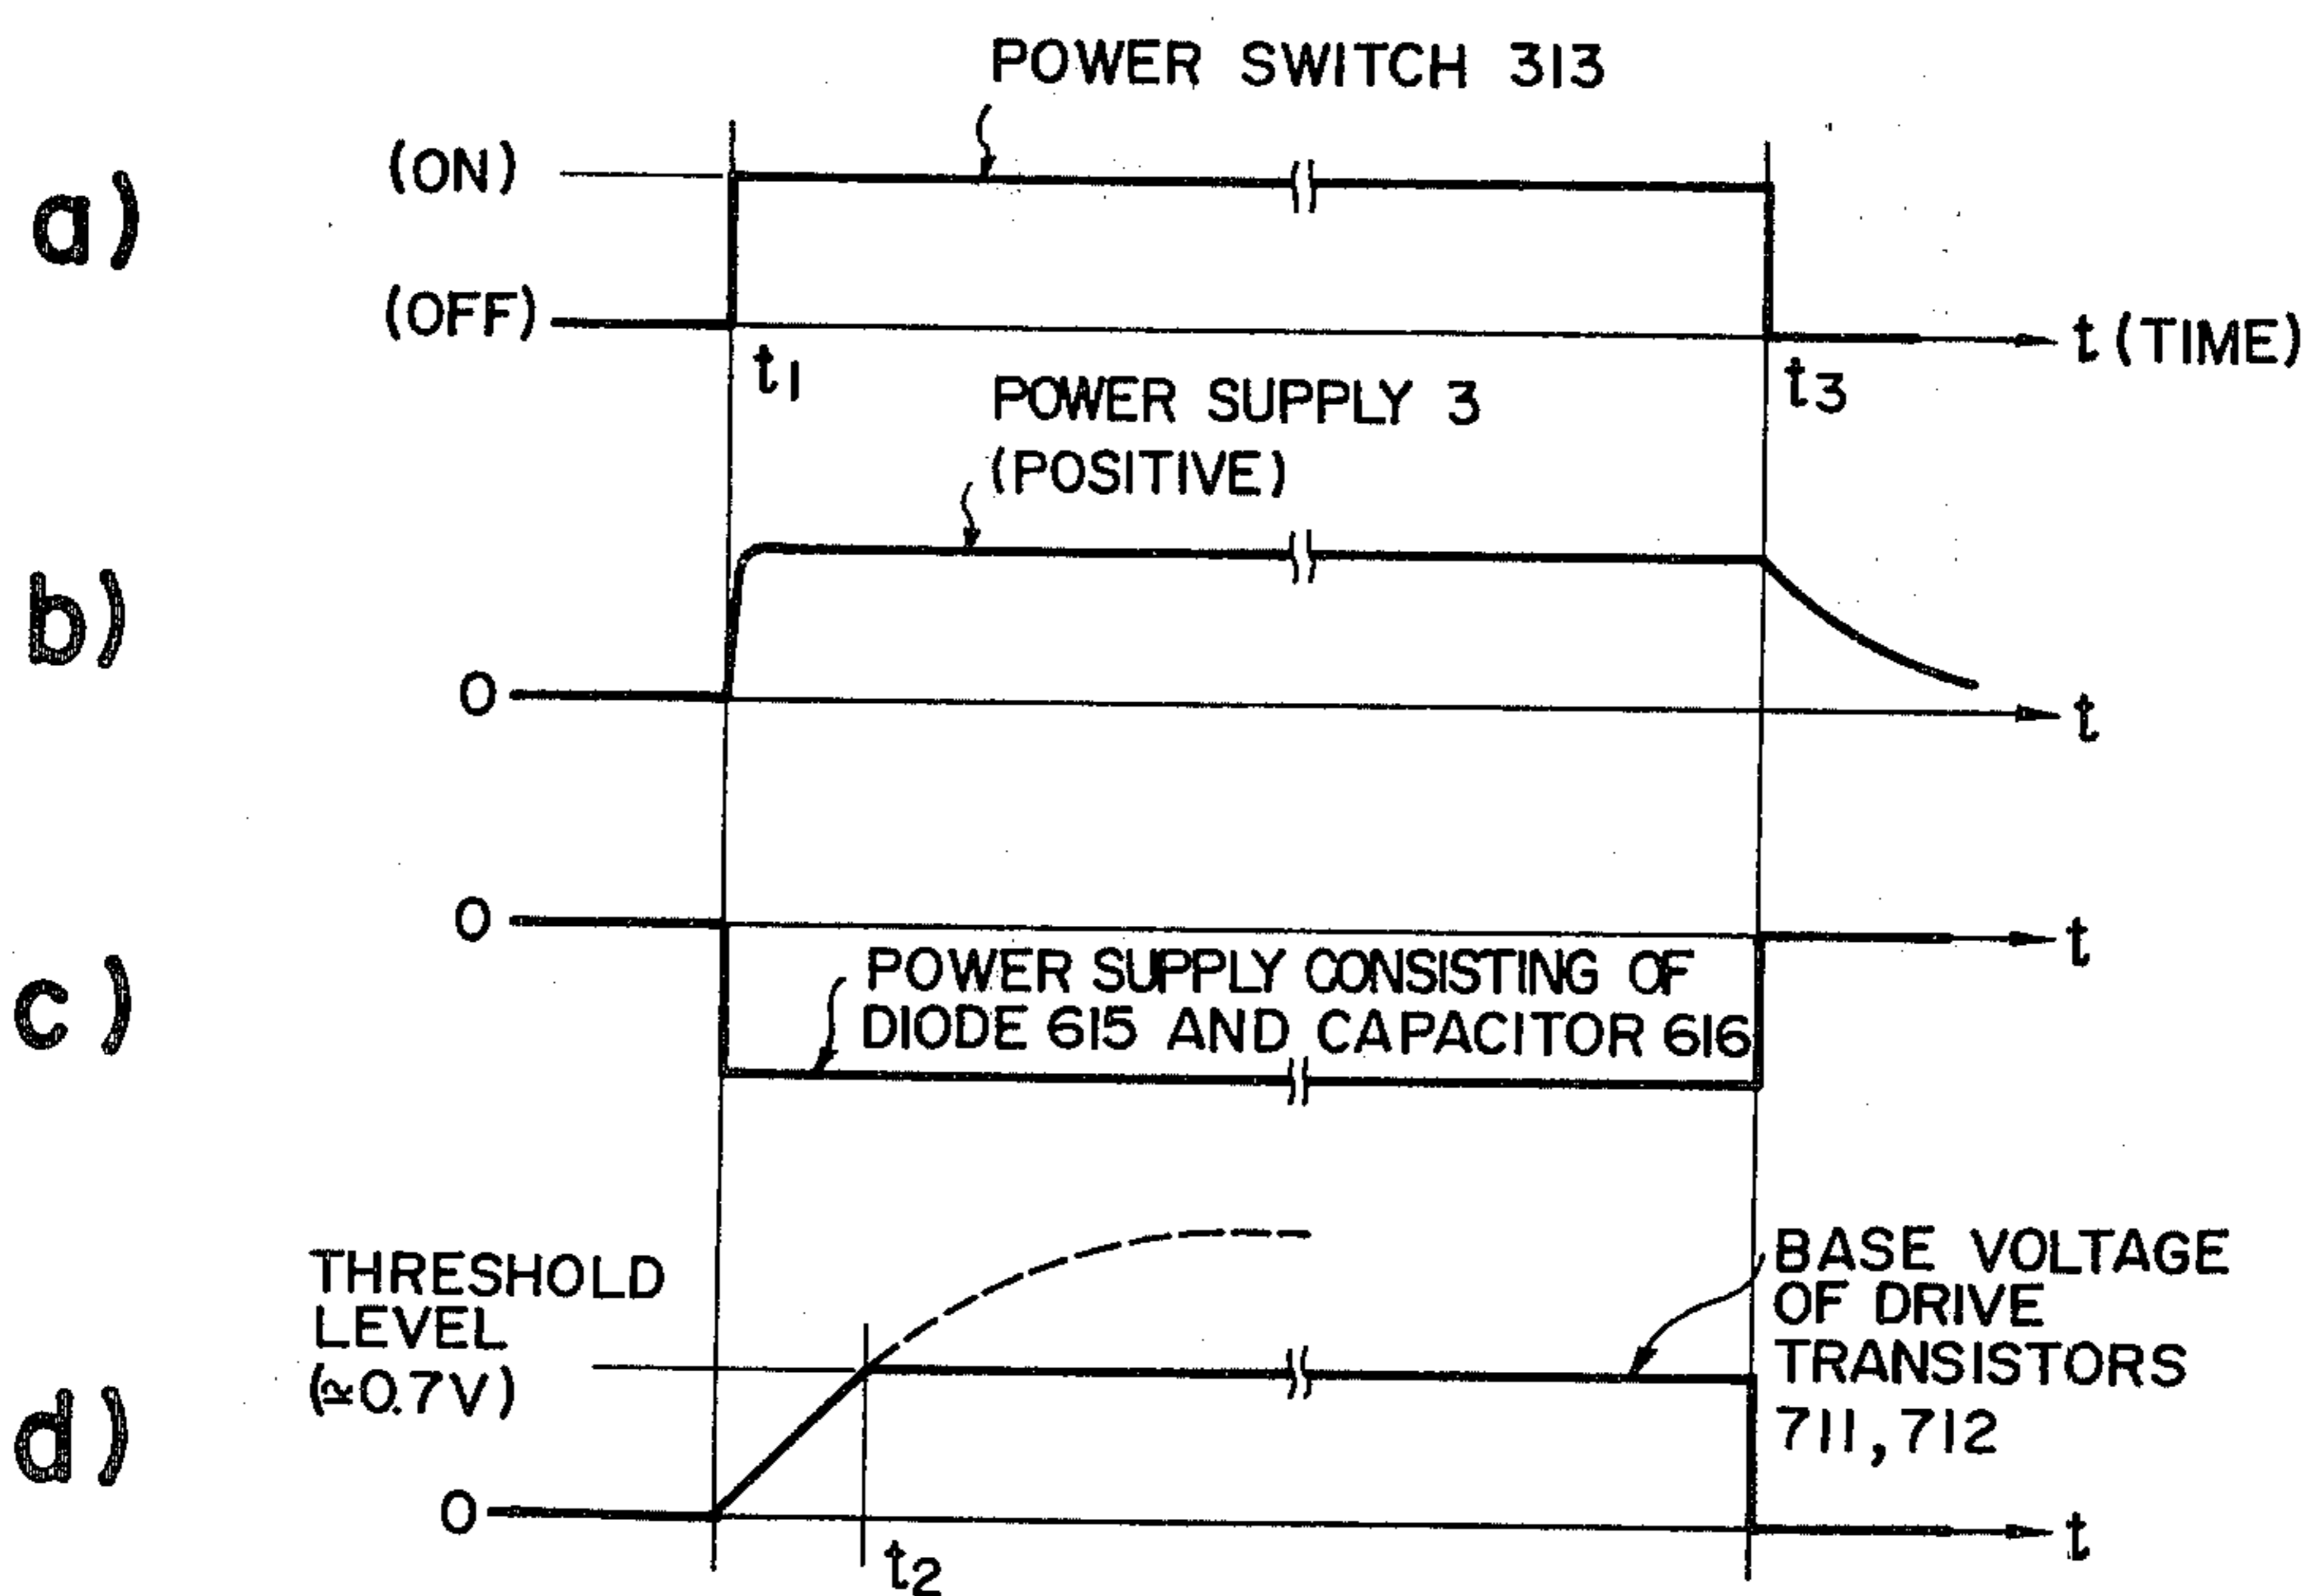 POWER SWITCH 313
a)
(ON)
(OFF)
t1
t3
t (TIME)
POWER SUPPLY 3
(POSITIVE)
b)
0
t
0
t
c)
POWER SUPPLY CONSISTING OF
DIODE 615 AND CAPACITOR 616
THRESHOLD
LEVEL
(≈0.7V)
d)
BASE VOLTAGE
OF DRIVE
TRANSISTORS
711, 712
0
t2
t